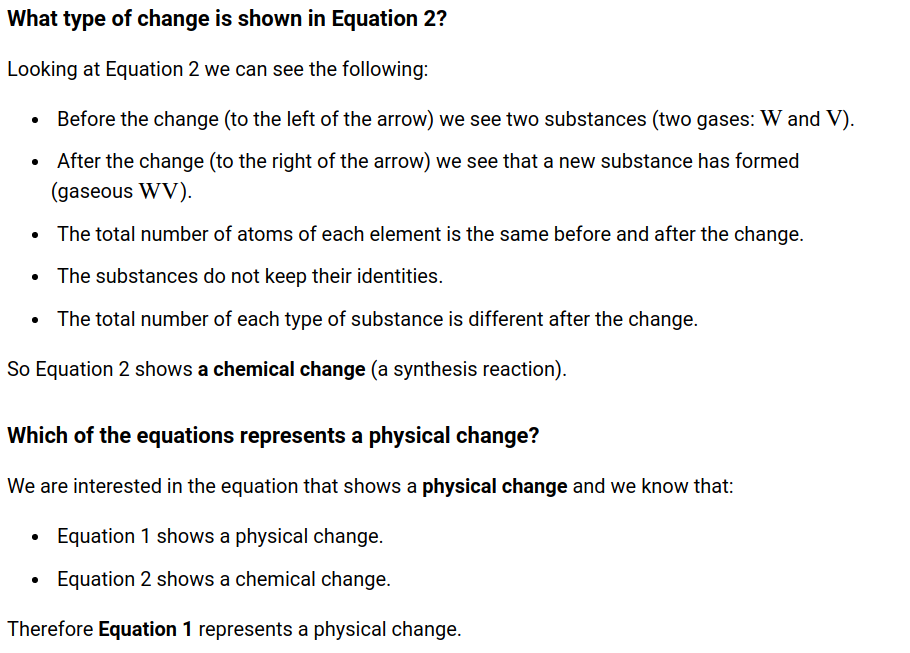 What type of change is shown in Equation 2?
Looking at Equation 2 we can see the following:
• Before the change (to the left of the arrow) we see two substances (two gases: W and V).
• After the change (to the right of the arrow) we see that a new substance has formed
(gaseous WV).
• The total number of atoms of each element is the same before and after the change.
• The substances do not keep their identities.
• The total number of each type of substance is different after the change.
So Equation 2 shows a chemical change (a synthesis reaction).
Which of the equations represents a physical change?
We are interested in the equation that shows a physical change and we know that:
• Equation 1 shows a physical change.
• Equation 2 shows a chemical change.
Therefore Equation 1 represents a physical change.